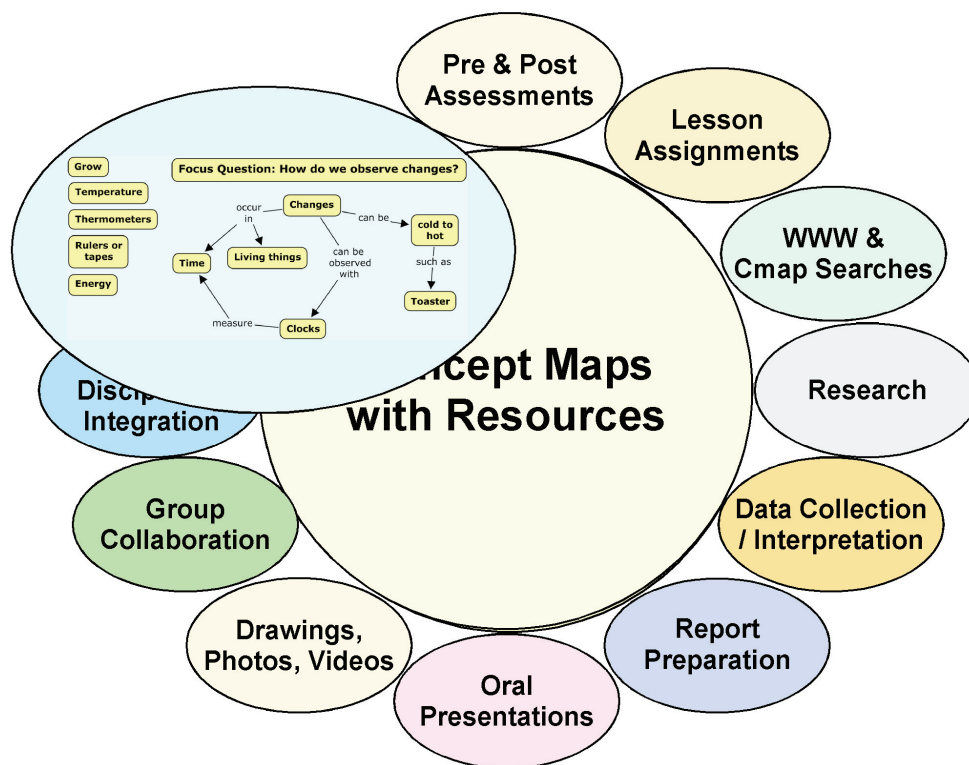 Pre & Post
Assessments
Lesson
Assignments
WWW &
Cmap Searches
Research
Data Collection
/ Interpretation
Report
Preparation
Oral
Presentations
Drawings,
Photos, Videos
Group
Collaboration
Integration
Maps
with Resources
Focus Question: How do we observe changes?
Grow
Temperature
Thermometers
Rulers or
tapes
Energy
Changes
occur
in
can be
cold to
hot
Time
Living things
can be
observed
with
such as
Toaster
measure
Clocks